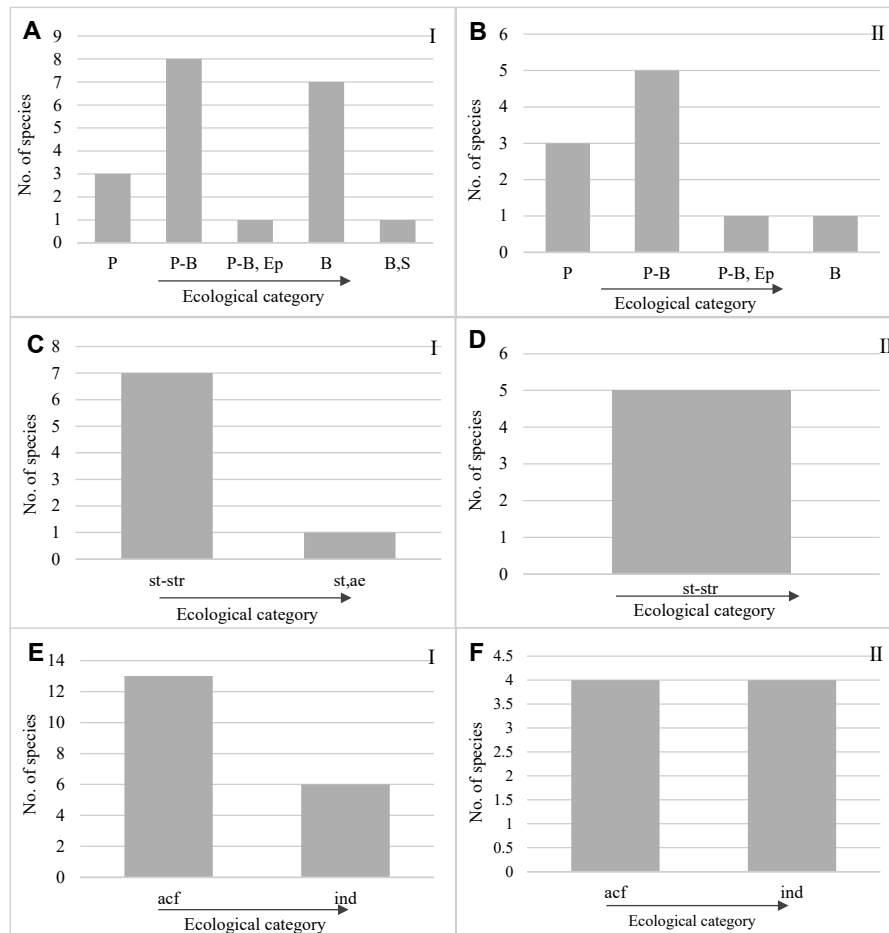 A
I
No. of species
9
8
7
6
5
4
3
2
1
0
P P-B P-B, Ep B B,S
Ecological category
B
II
No. of species
6
5
4
3
2
1
0
P P-B P-B, Ep B
Ecological category
C
I
No. of species
8
7
6
5
4
3
2
1
0
st-str st,ae
Ecological category
D
II
No. of species
6
5
4
3
2
1
0
st-str
Ecological category
E
I
No. of species
14
12
10
8
6
4
2
0
acf ind
Ecological category
F
II
No. of species
4.5
4
3.5
3
2.5
2
1.5
1
0.5
0
acf ind
Ecological category